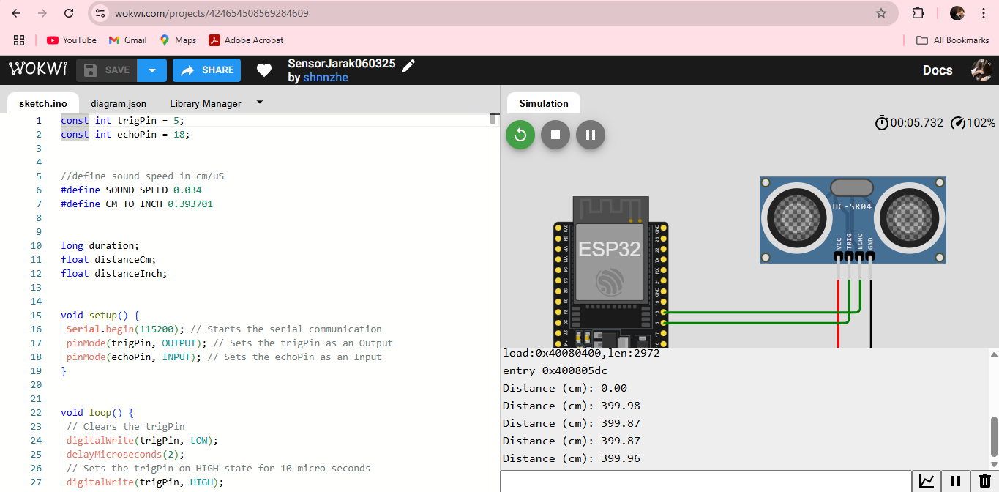 wokwi.com/projects/424654508569284609
YouTube
Gmail
Maps
Adobe Acrobat
All Bookmarks
WOKWI
SAVE
SHARE
SensorJarak060325
by shnnzhe
Docs
sketch.ino
diagram.json
Library Manager
1 const int trigPin = 5;
2 const int echoPin = 18;
3
4
5 //define sound speed in cm/uS
6 #define SOUND_SPEED 0.034
7 #define CM_TO_INCH 0.393701
8
9
10 long duration;
11 float distanceCm;
12 float distanceInch;
13
14
15 void setup() {
16 Serial.begin(115200); // Starts the serial communication
17 pinMode(trigPin, OUTPUT); // Sets the trigPin as an Output
18 pinMode(echoPin, INPUT); // Sets the echoPin as an Input
19 }
20
21
22 void loop() {
23 // Clears the trigPin
24 digitalWrite(trigPin, LOW);
25 delayMicroseconds(2);
26 // Sets the trigPin on HIGH state for 10 micro seconds
27 digitalWrite(trigPin, HIGH);
Simulation
00:05.732
102%
ESP32
HC-SR04
VCC
TRIG
ECHO
GND
load:0x40080400,len:2972
entry 0x400805dc
Distance (cm): 0.00
Distance (cm): 399.98
Distance (cm): 399.87
Distance (cm): 399.87
Distance (cm): 399.96